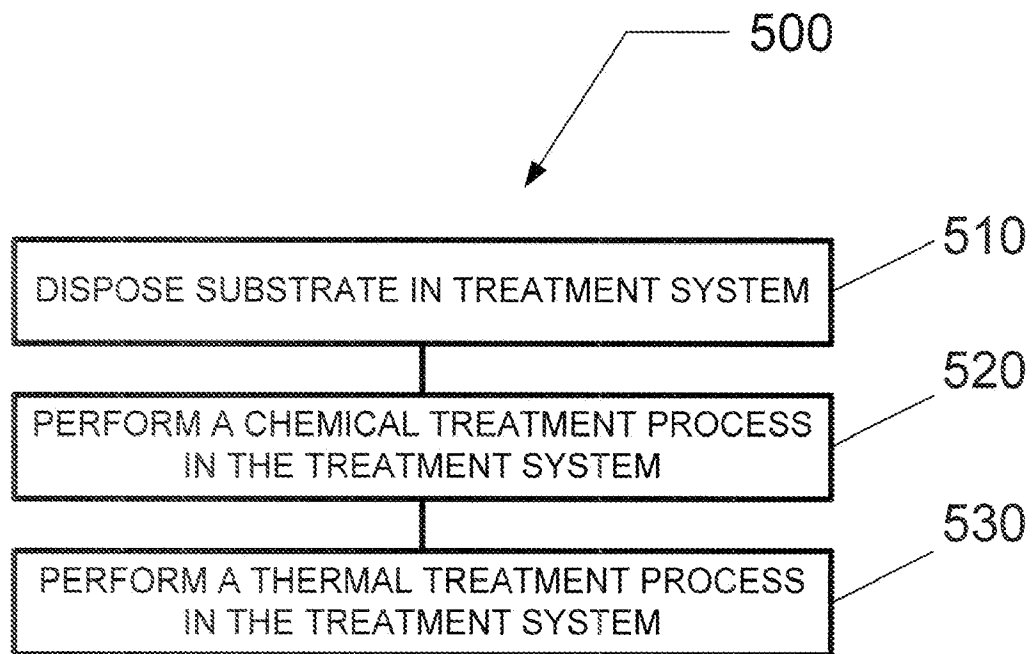 500
DISPOSE SUBSTRATE IN TREATMENT SYSTEM
510
PERFORM A CHEMICAL TREATMENT PROCESS
IN THE TREATMENT SYSTEM
520
PERFORM A THERMAL TREATMENT PROCESS
IN THE TREATMENT SYSTEM
530